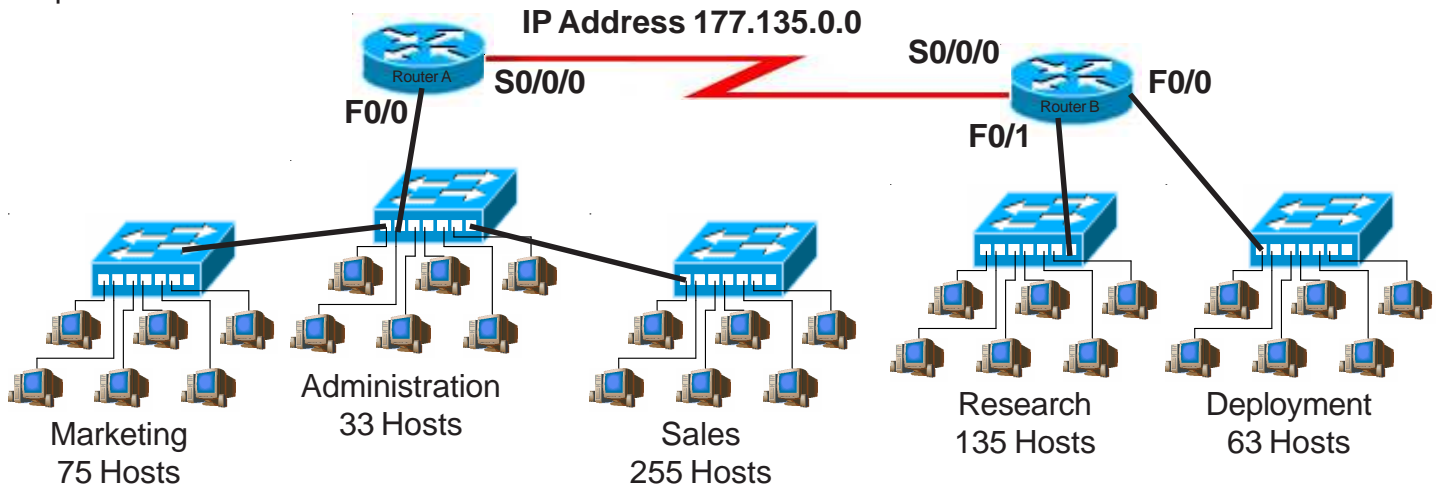 IP Address 177.135.0.0
Router A
S0/0/0
F0/0
S0/0/0
Router B
F0/0
F0/1
Marketing
75 Hosts
Administration
33 Hosts
Sales
255 Hosts
Research
135 Hosts
Deployment
63 Hosts